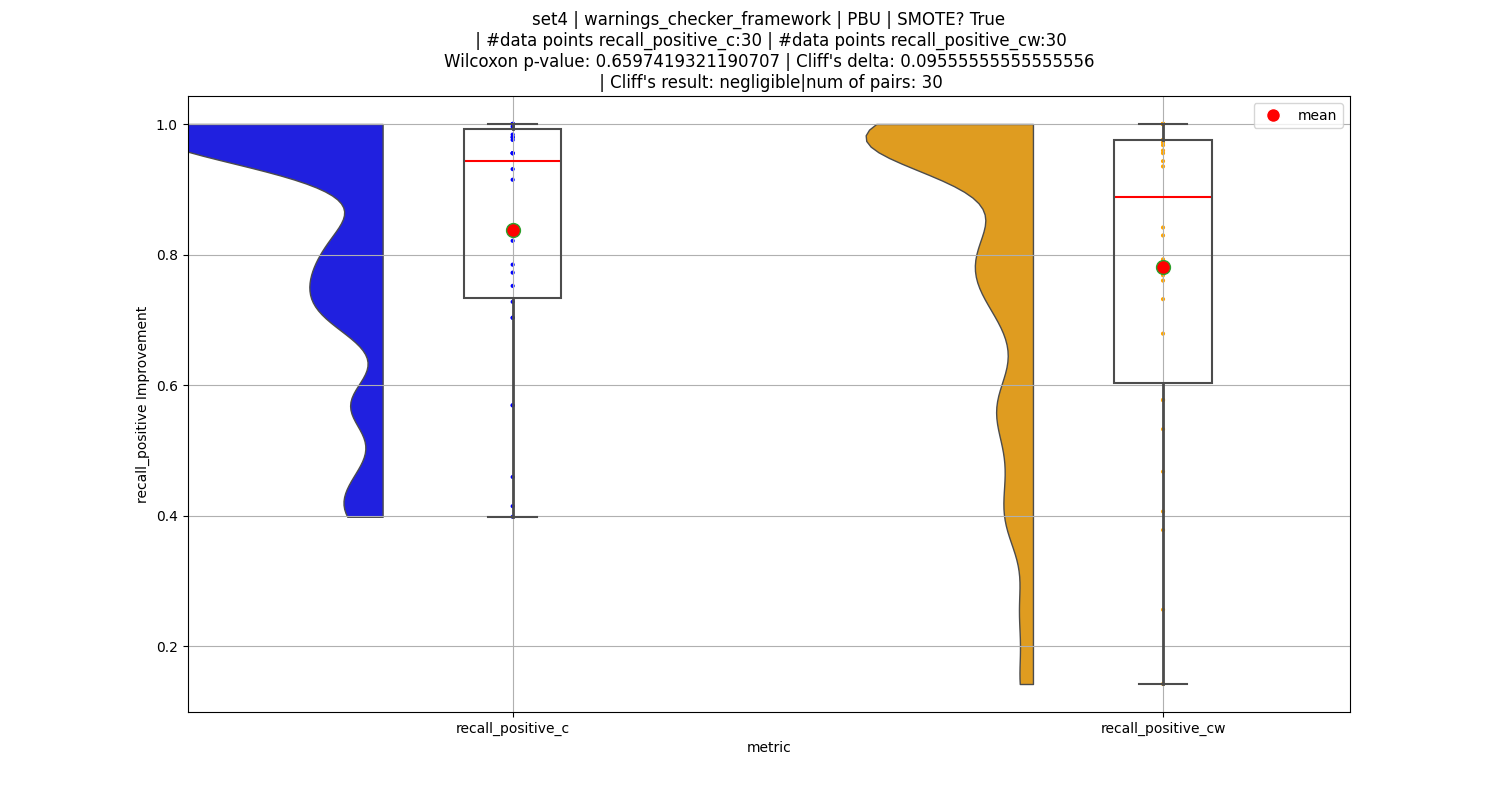 set4 | warnings_checker_framework | PBU | SMOTE? True
| #data points recall_positive_c:30 | #data points recall_positive_cw:30
Wilcoxon p-value: 0.6597419321190707 | Cliff's delta: 0.09555555555555556
| Cliff's result: negligible|num of pairs: 30
mean
1.0
0.8
0.6
0.4
0.2
recall_positive Improvement
recall_positive_c
recall_positive_cw
metric